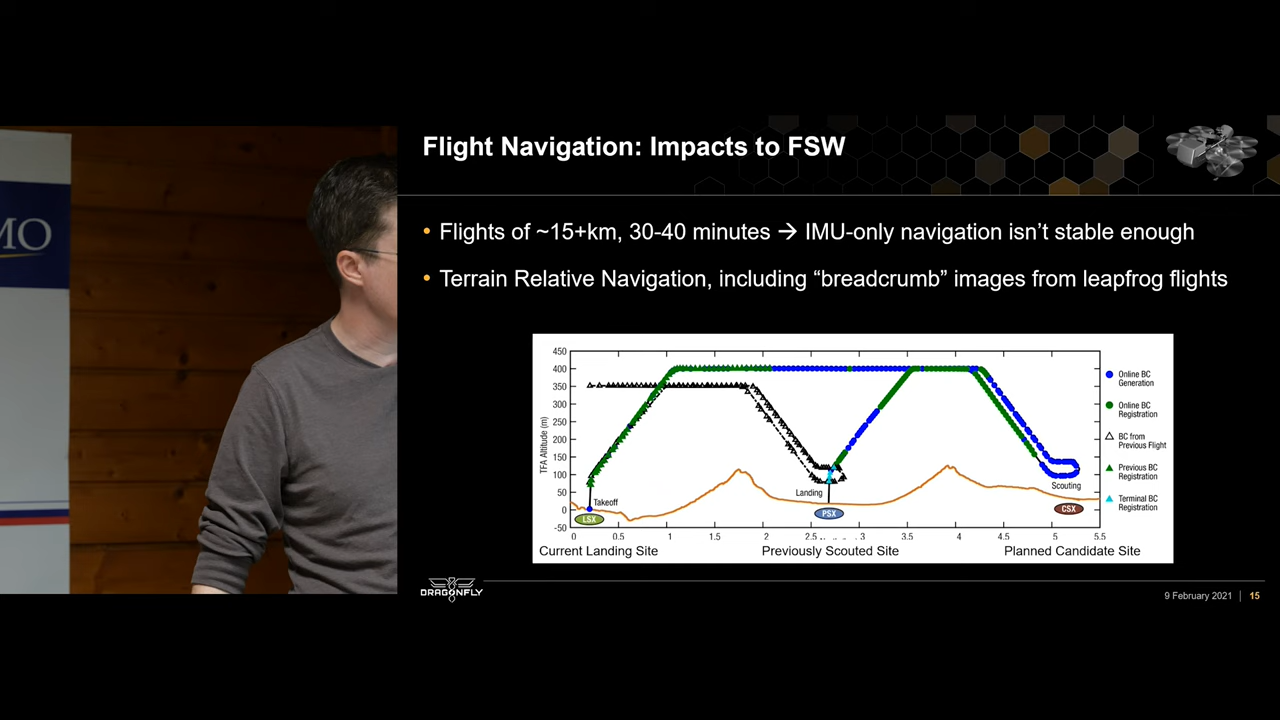 MO
Flight Navigation: Impacts to FSW
• Flights of ~15+km, 30-40 minutes → IMU-only navigation isn't stable enough
• Terrain Relative Navigation, including “breadcrumb” images from leapfrog flights
450
400
350
300
250
200
150
100
50
0
-50
TFA Altitude (m)
Takeoff
Landing
Scouting
LSX
PSX
CSX
0 0.5 1 1.5 2 2.5 3 3.5 4 4.5 5 5.5
Online BC
Generation
Online BC
Registration
BC from
Previous Flight
Previous BC
Registration
Terminal BC
Registration
Current Landing Site Previously Scouted Site Planned Candidate Site
DRAGONFLY
9 February 2021 | 15